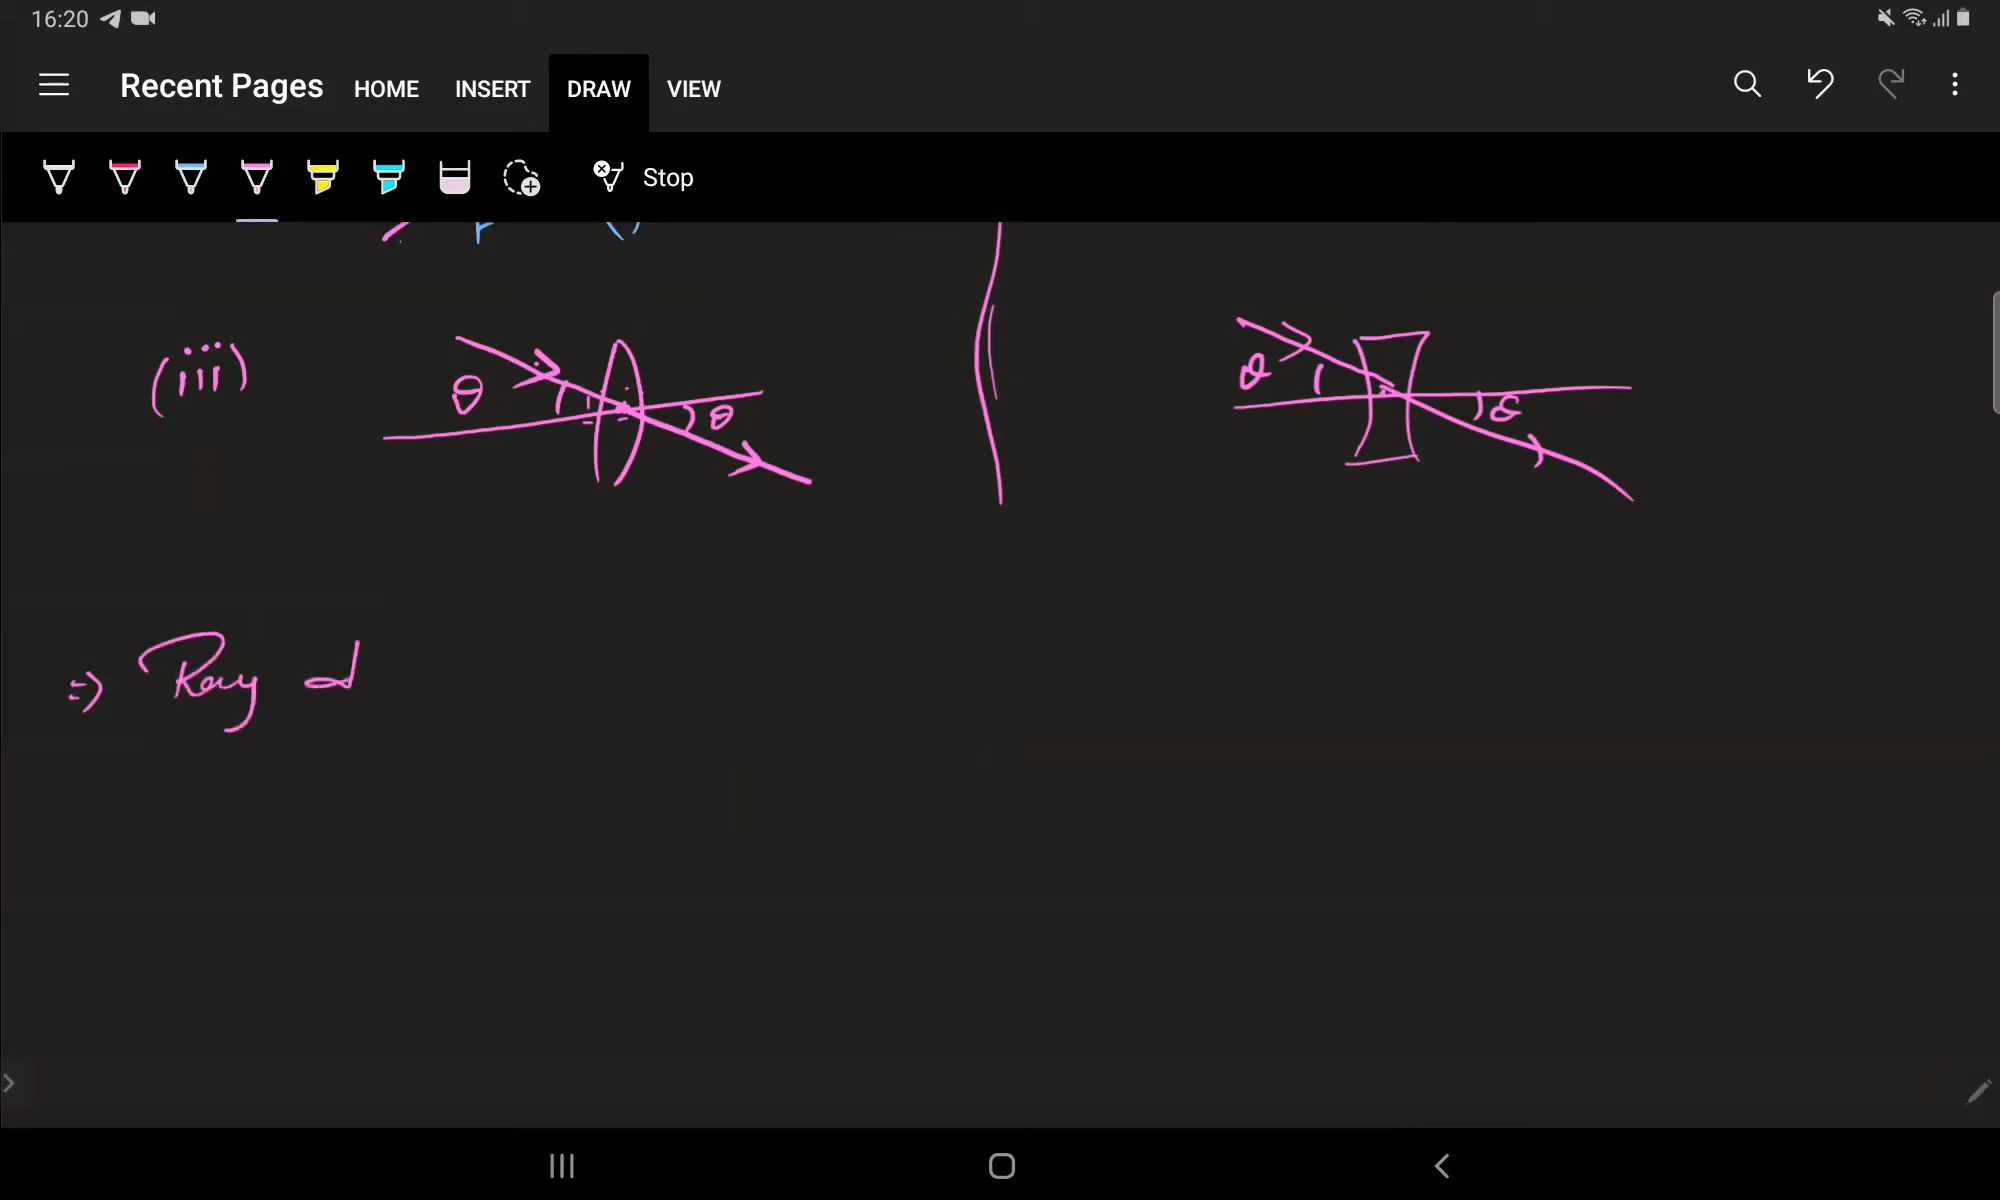 16:20
Recent Pages HOME INSERT DRAW VIEW
Stop
(iii)
θ θ
θ
=> Ray d